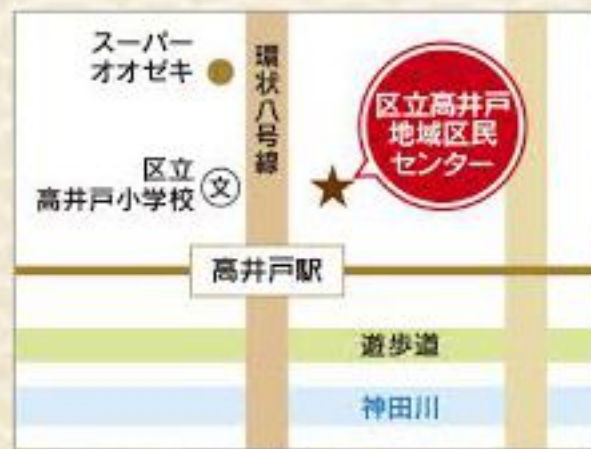 スーパー
オオゼキ
環状八号線
区立高井戸
地域区民
センター
区立
高井戸小学校
文
高井戸駅
遊歩道
神田川